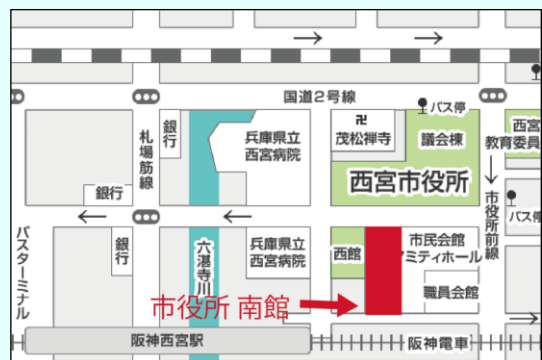 国道2号線
バス停
札場筋線
銀行
兵庫県立
西宮病院
卍
茂松禅寺
議会棟
西宮
教育委員
西宮市役所
銀行
市役所前線
バス停
バスターミナル
銀行
六湛寺川
兵庫県立
西宮病院
西館
市民会館
アミティホール
職員会館
市役所 南館
阪神西宮駅
阪神電車